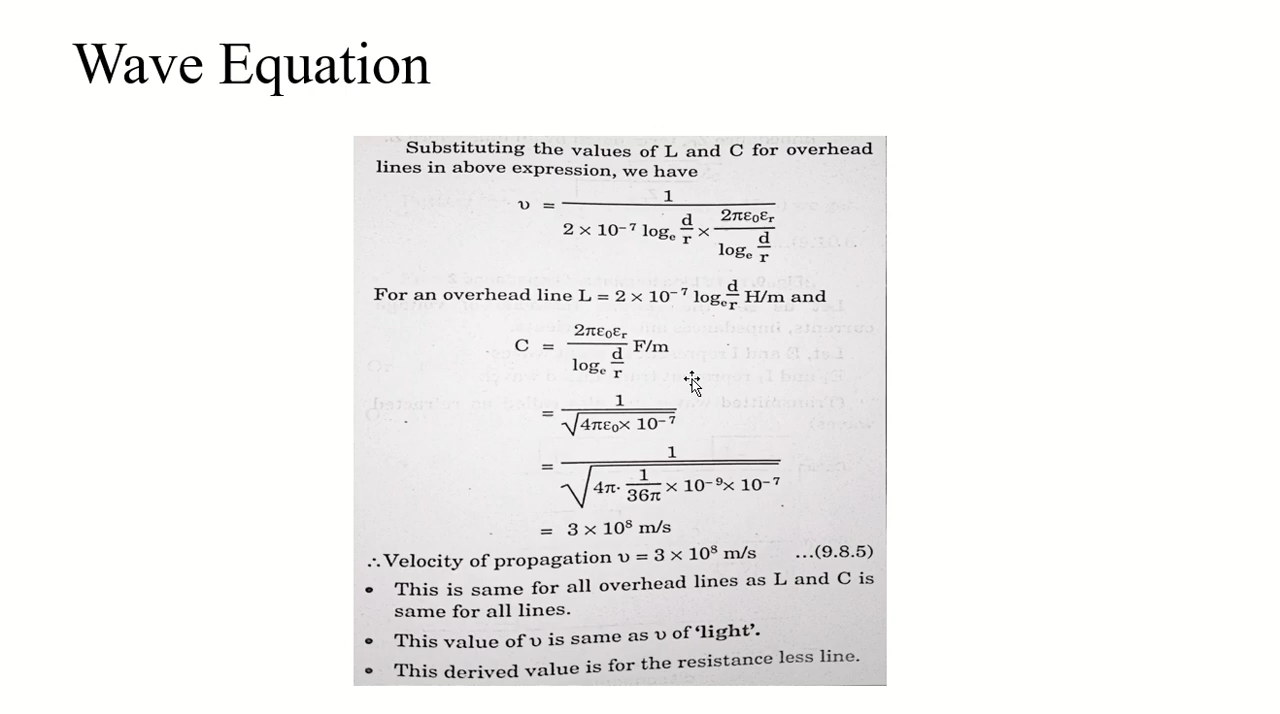 Wave Equation
Substituting the values of L and C for overhead
lines in above expression, we have
υ = 1 / (2 × 10⁻⁷ logₑ d/r × 2πε₀εᵣ / (logₑ d/r))
For an overhead line L = 2 × 10⁻⁷ logₑ d/r H/m and
C = 2πε₀εᵣ / (logₑ d/r) F/m
= 1 / √(4πε₀× 10⁻⁷)
= 1 / √(4π· 1/36π × 10⁻⁹× 10⁻⁷)
= 3 × 10⁸ m/s
∴ Velocity of propagation υ = 3 × 10⁸ m/s ...(9.8.5)
• This is same for all overhead lines as L and C is
same for all lines.
• This value of υ is same as υ of ‘light’.
• This derived value is for the resistance less line.